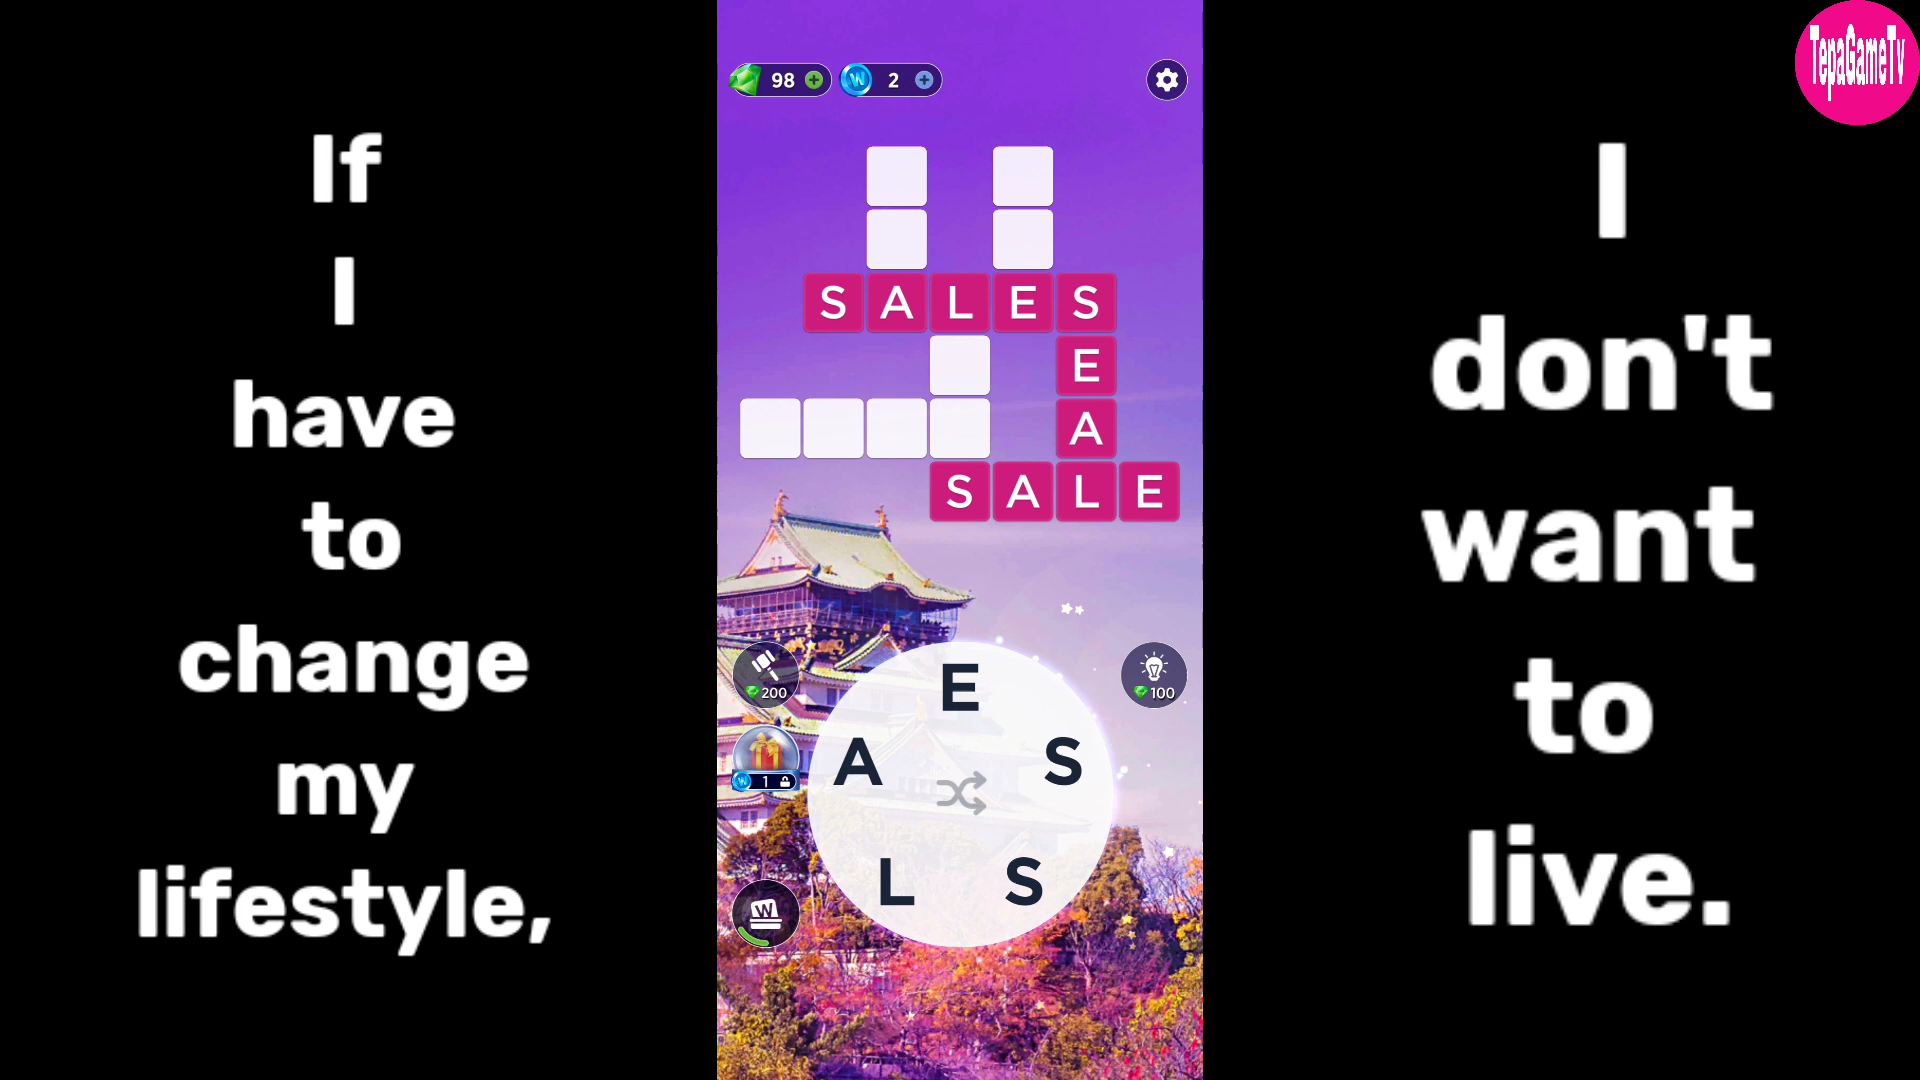 If
I
have
to
change
my
lifestyle,
98
2
SALES
E
A
SALE
200
100
1
W
E
A
S
L
S
I
don't
want
to
live.
TepaGameTv